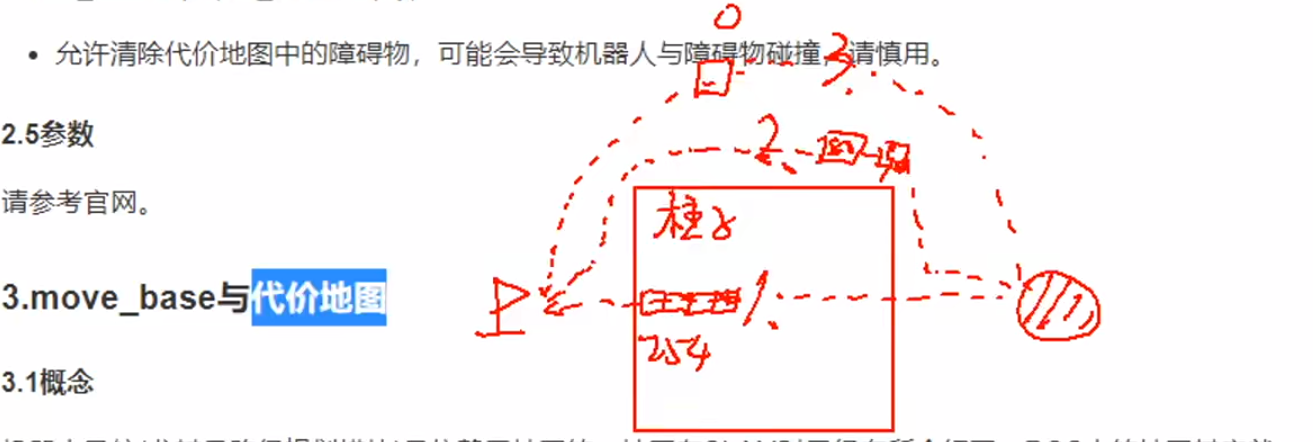 • 允许清除代价地图中的障碍物，可能会导致机器人与障碍物碰撞，请慎用。
0
3.
2.
2.5参数
请参考官网。
柱子
3.move_base与代价地图
1.
254
3.1概念